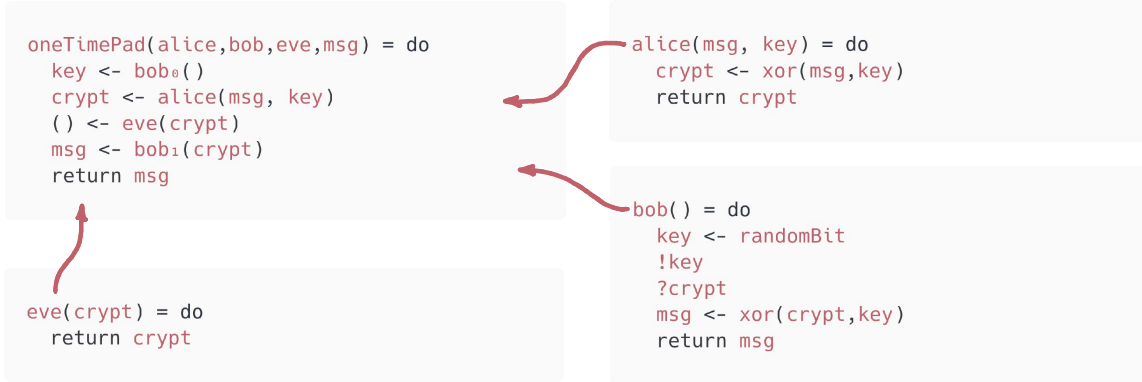 oneTimePad(alice,bob,eve,msg) = do
  key <- bob₀()
  crypt <- alice(msg, key)
  () <- eve(crypt)
  msg <- bob₁(crypt)
  return msg
eve(crypt) = do
  return crypt
alice(msg, key) = do
  crypt <- xor(msg,key)
  return crypt
bob() = do
  key <- randomBit
  !key
  ?crypt
  msg <- xor(crypt,key)
  return msg